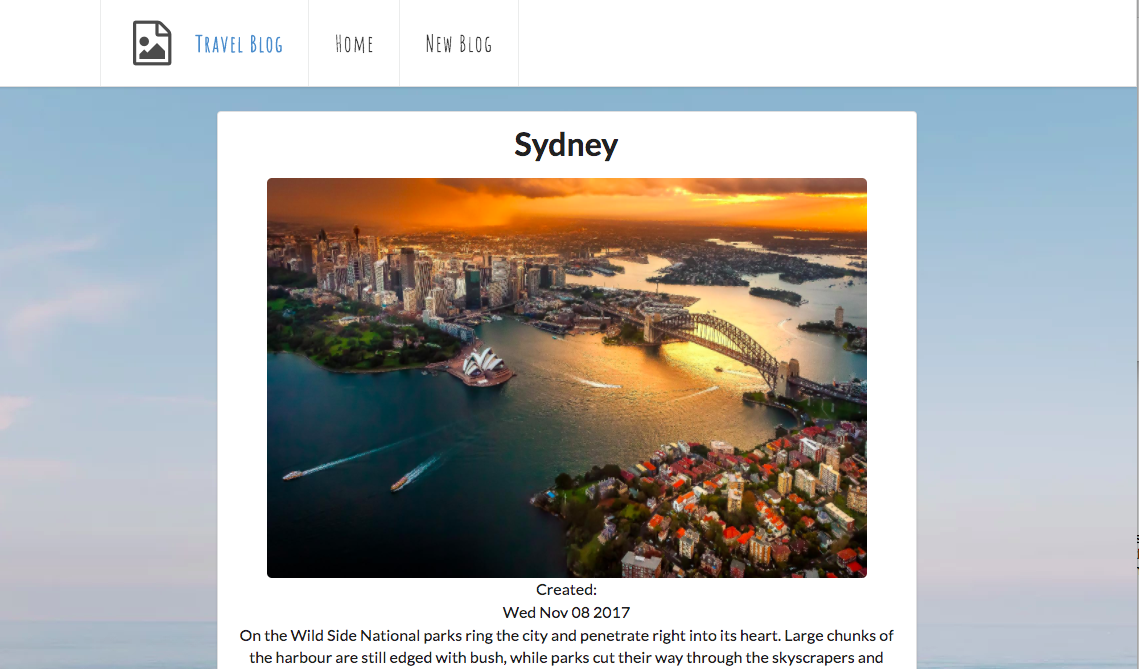 Travel Blog
Home
New Blog
Sydney
Created:
Wed Nov 08 2017
On the Wild Side National parks ring the city and penetrate right into its heart. Large chunks of
the harbour are still edged with bush, while parks cut their way through the skyscrapers and